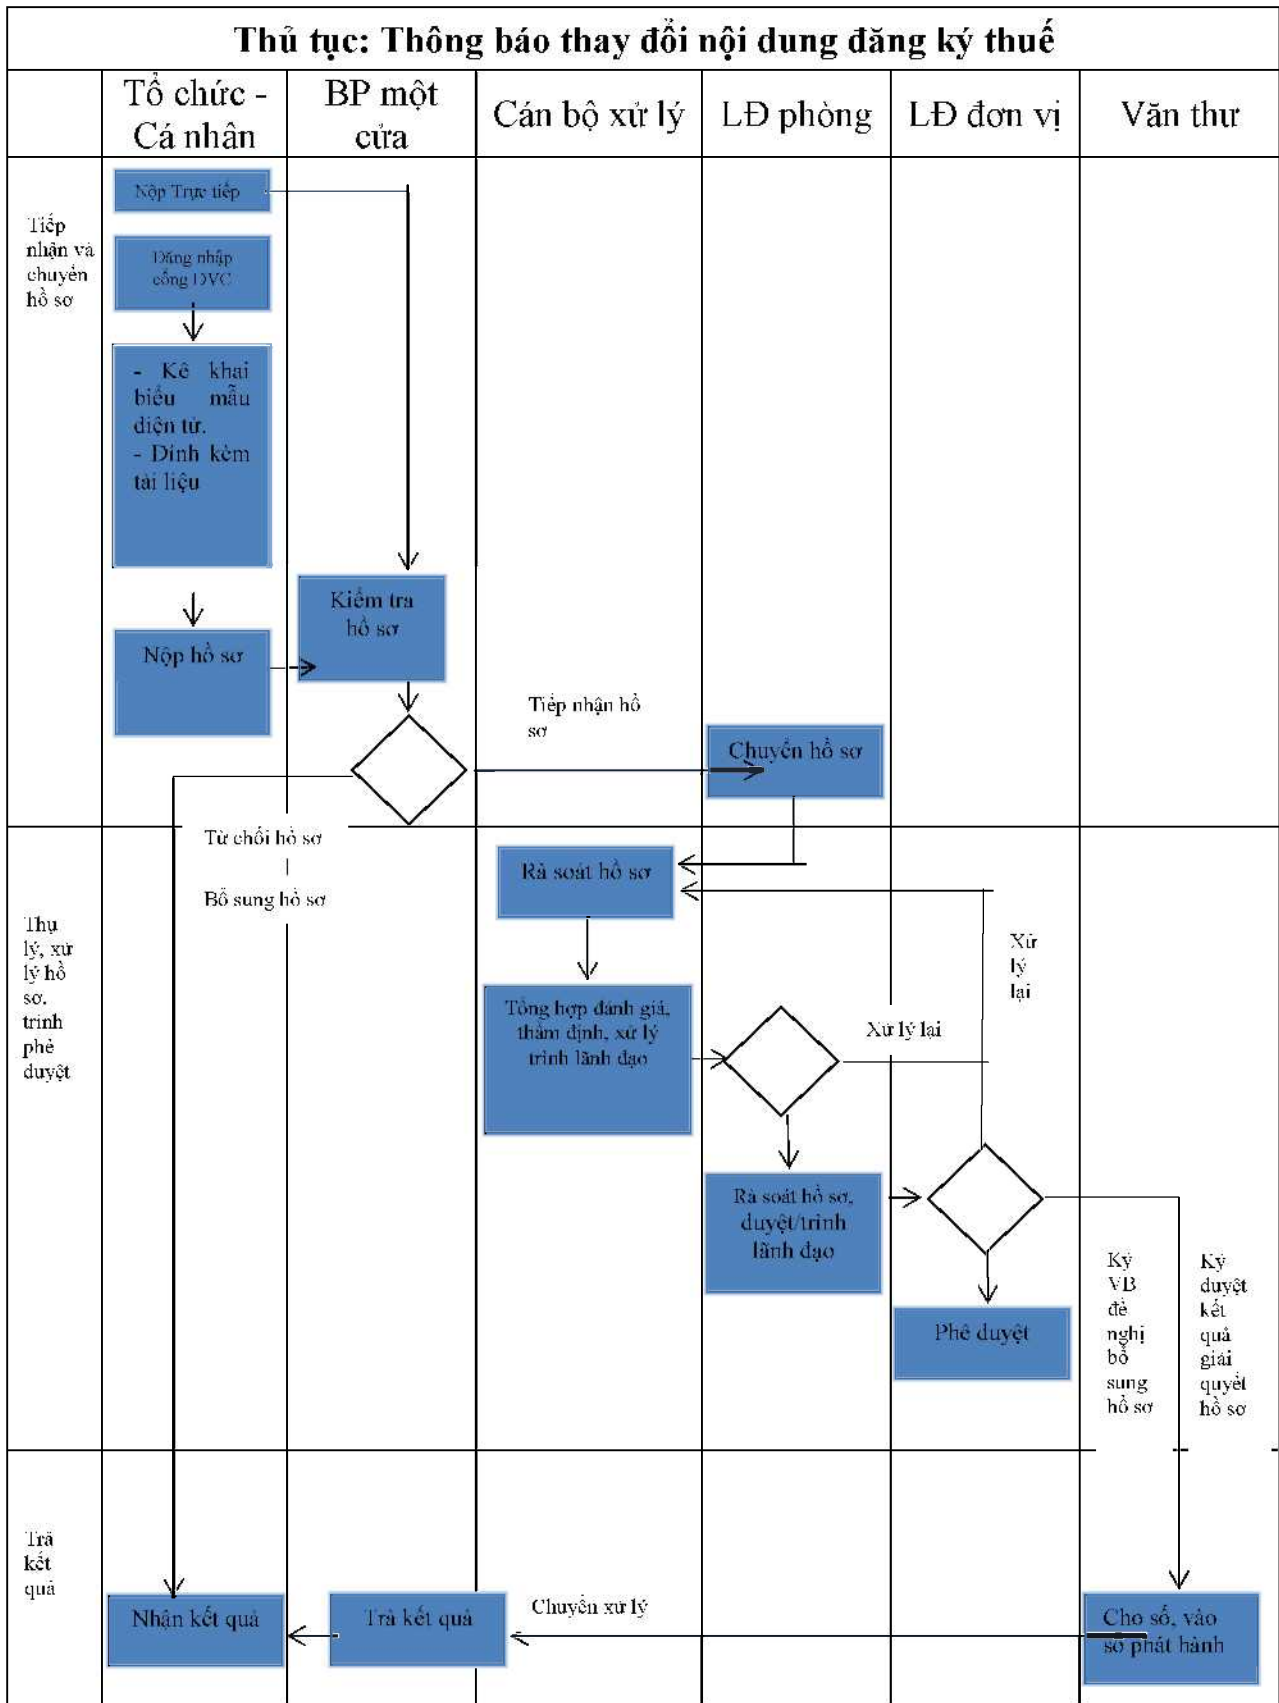 Thủ tục: Thông báo thay đổi nội dung đăng ký thuế
Tổ chức -
Cá nhân
BP một
cửa
Cán bộ xử lý
LĐ phòng
LĐ đơn vị
Văn thư
Tiếp
nhận và
chuyển
hồ sơ
Nộp Trực tiếp
Đăng nhập
cổng DVC
- Kê khai
biểu mẫu
điện tử.
- Đính kèm
tài liệu
Nộp hồ sơ
Kiểm tra
hồ sơ
Tiếp nhận hồ
sơ
Chuyển hồ sơ
Từ chối hồ sơ
Bổ sung hồ sơ
Thụ
lý, xử
lý hồ
sơ.
trình
phê
duyệt
Rà soát hồ sơ
Tổng hợp đánh giá,
thẩm định, xử lý
trình lãnh đạo
Xử lý lại
Xử
lý
lại
Rà soát hồ sơ,
duyệt/trình
lãnh đạo
Phê duyệt
Ký
VB
đề
nghị
bổ
sung
hồ sơ
Ký
duyệt
kết
quả
giải
quyết
hồ sơ
Trả
kết
quả
Nhận kết quả
Trả kết quả
Chuyển xử lý
Cho số, vào
sổ phát hành